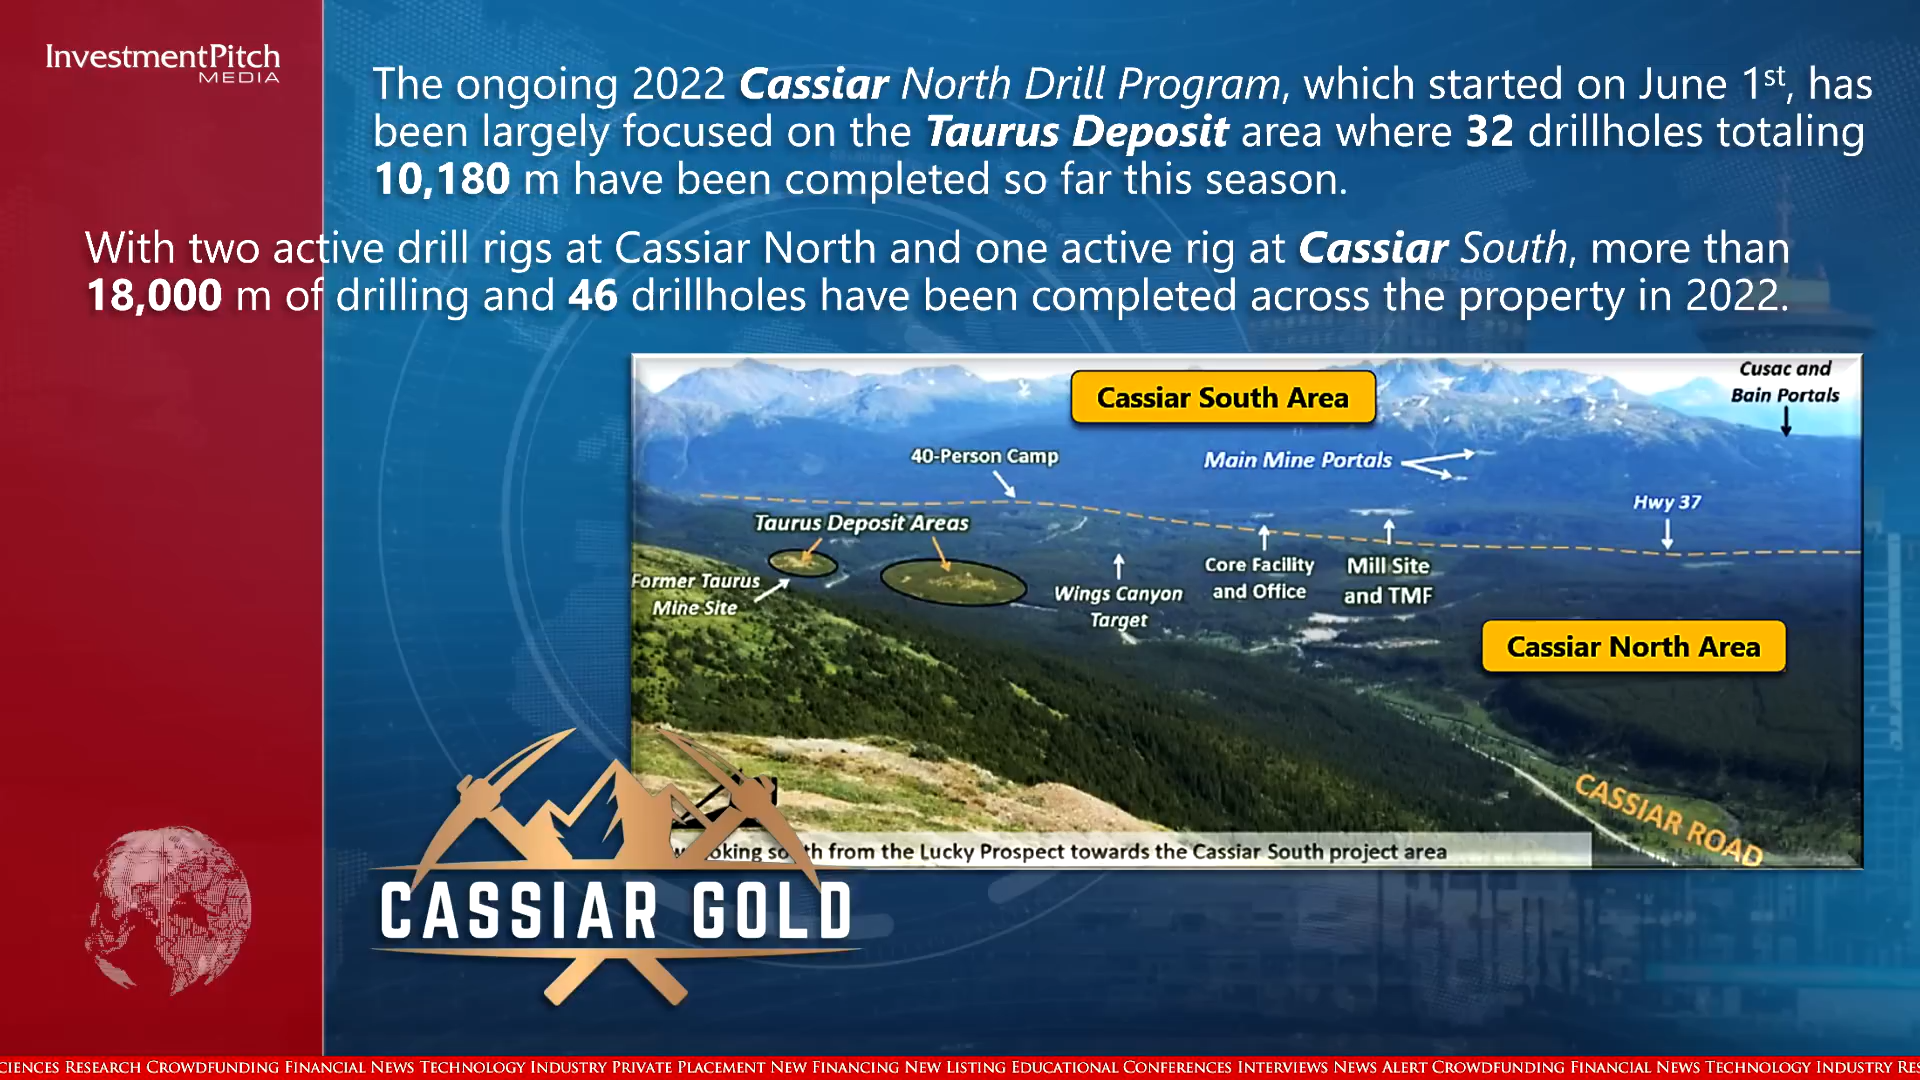 InvestmentPitch
MEDIA
The ongoing 2022 Cassiar North Drill Program, which started on June 1st, has
been largely focused on the Taurus Deposit area where 32 drillholes totaling
10,180 m have been completed so far this season.
With two active drill rigs at Cassiar North and one active rig at Cassiar South, more than
18,000 m of drilling and 46 drillholes have been completed across the property in 2022.
Cusac and
Bain Portals
Cassiar South Area
40-Person Camp
Main Mine Portals
Hwy 37
Taurus Deposit Areas
Former Taurus
Mine Site
Wings Canyon
Target
Core Facility
and Office
Mill Site
and TMF
Cassiar North Area
CASSIAR ROAD
from the Lucky Prospect towards the Cassiar South project area
CASSIAR GOLD
RESEARCH CROWDFUNDING FINANCIAL NEWS TECHNOLOGY INDUSTRY PRIVATE PLACEMENT NEW FINANCING NEW LISTING EDUCATIONAL CONFERENCES INTERVIEWS NEWS ALERT CROWDFUNDING FINANCIAL NEWS TECHNOLOGY INDUSTRY